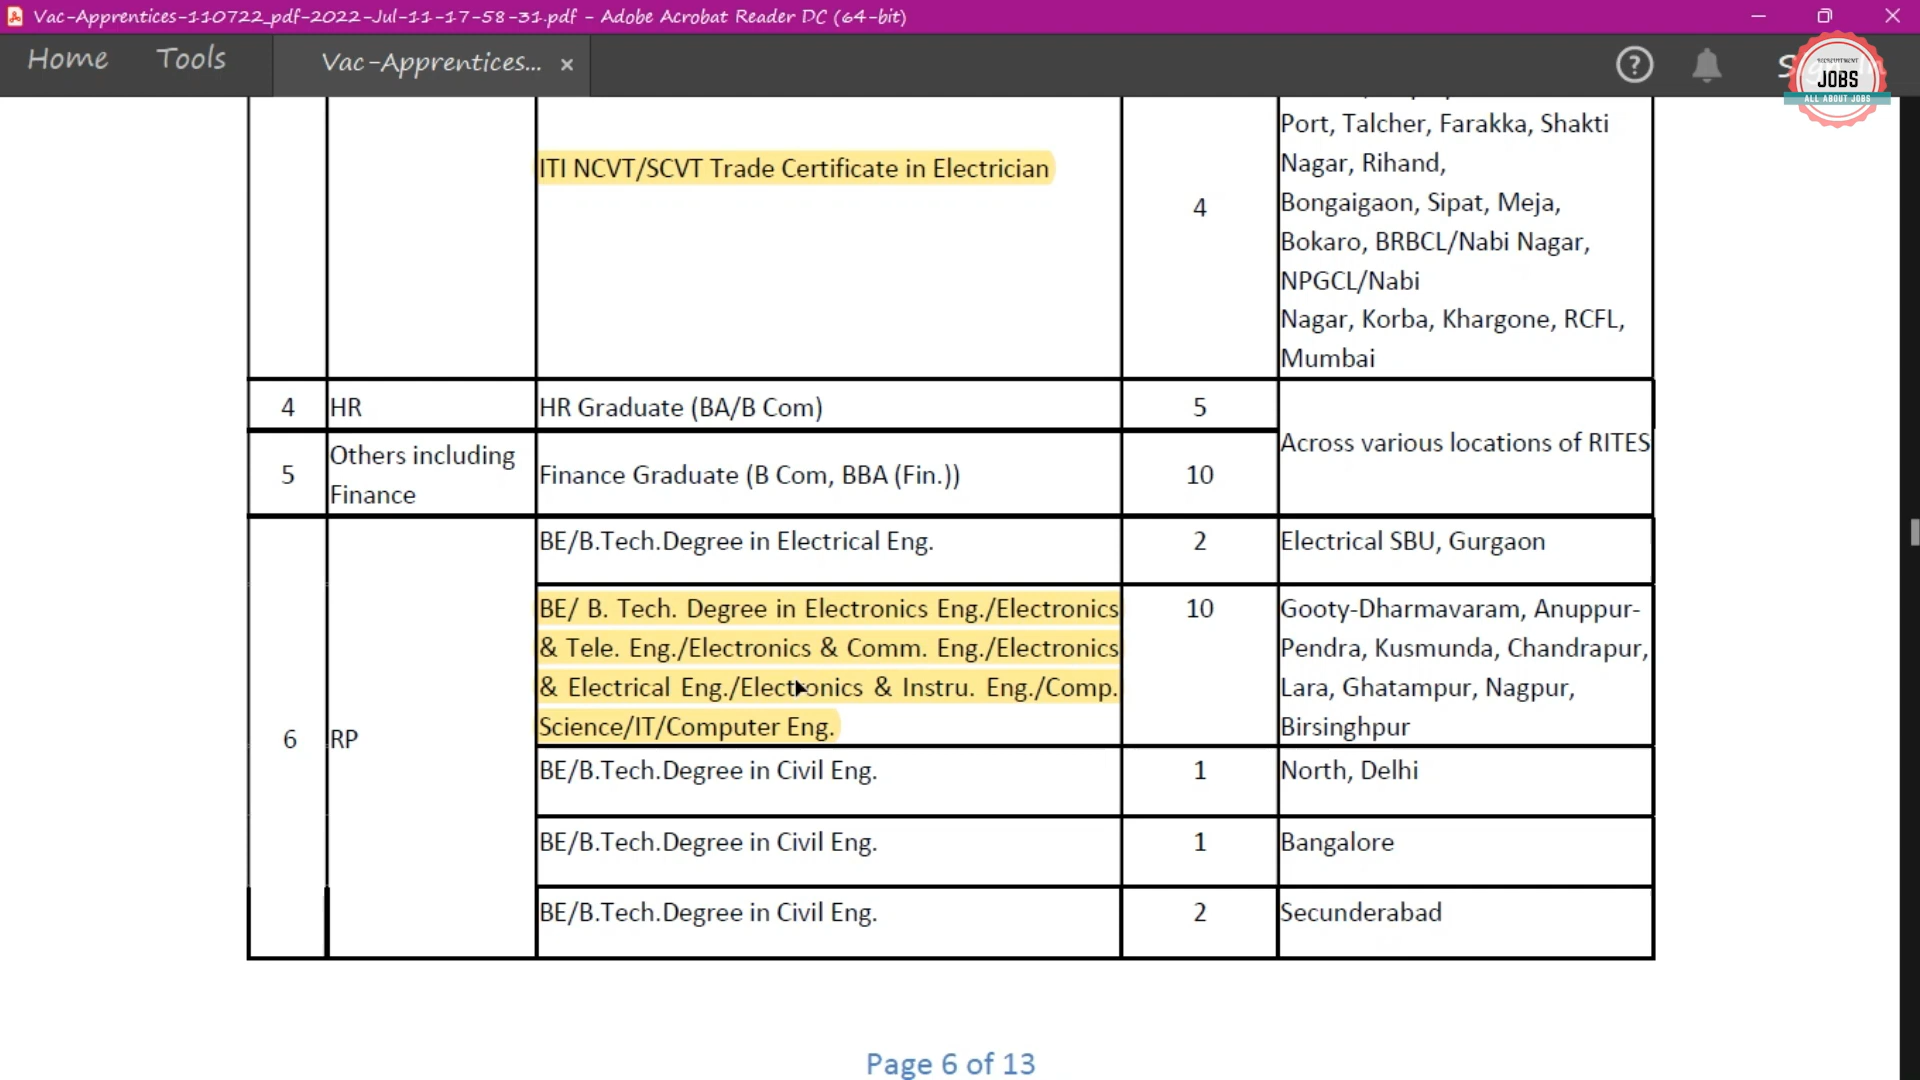 Vac-Apprentices-110722_pdf-2022-Jul-11-17-58-31.pdf - Adobe Acrobat Reader DC (64-bit)
Home Tools Vac-Apprentices... ×
RECRUITMENT
JOBS
ALL ABOUT JOBS
ITI NCVT/SCVT Trade Certificate in Electrician
4
Port, Talcher, Farakka, Shakti
Nagar, Rihand,
Bongaigaon, Sipat, Meja,
Bokaro, BRBCL/Nabi Nagar,
NPGCL/Nabi
Nagar, Korba, Khargone, RCFL,
Mumbai
4 HR HR Graduate (BA/B Com) 5
Across various locations of RITES
5 Others including
Finance
Finance Graduate (B Com, BBA (Fin.)) 10
6 RP
BE/B.Tech.Degree in Electrical Eng. 2 Electrical SBU, Gurgaon
BE/ B. Tech. Degree in Electronics Eng./Electronics
& Tele. Eng./Electronics & Comm. Eng./Electronics
& Electrical Eng./Electronics & Instru. Eng./Comp.
Science/IT/Computer Eng.
10
Gooty-Dharmavaram, Anuppur-
Pendra, Kusmunda, Chandrapur,
Lara, Ghatampur, Nagpur,
Birsinghpur
BE/B.Tech.Degree in Civil Eng. 1 North, Delhi
BE/B.Tech.Degree in Civil Eng. 1 Bangalore
BE/B.Tech.Degree in Civil Eng. 2 Secunderabad
Page 6 of 13